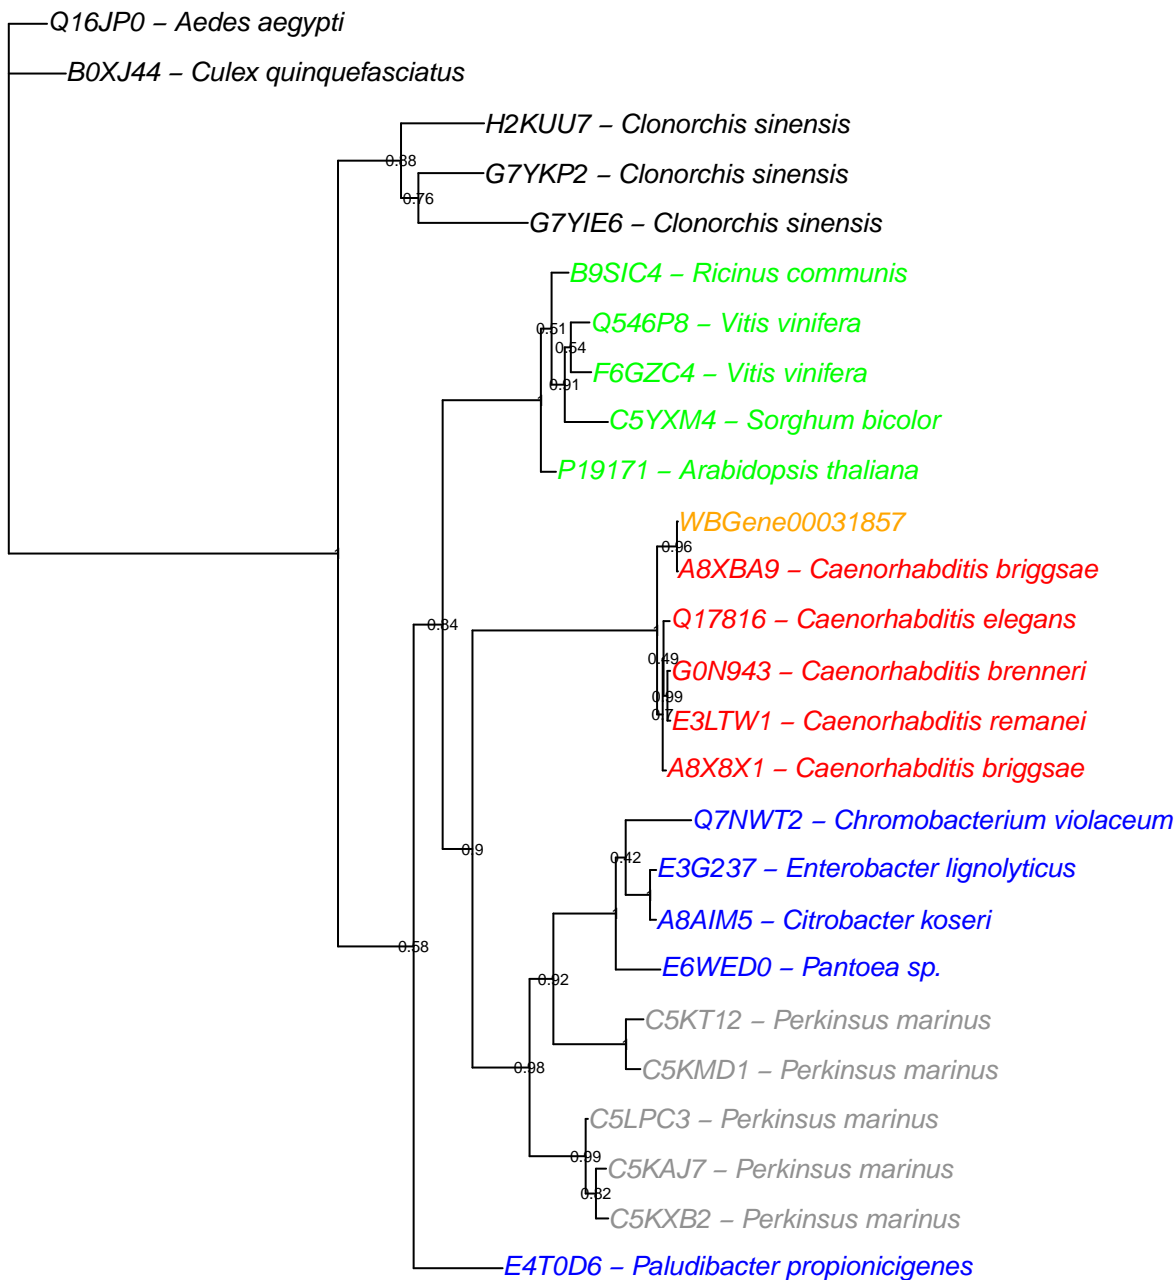 Q16JP0 – Aedes aegypti
B0XJ44 – Culex quinquefasciatus
H2KUU7 – Clonorchis sinensis
0.88
G7YKP2 – Clonorchis sinensis
0.76
G7YIE6 – Clonorchis sinensis
B9SIC4 – Ricinus communis
0.51
Q546P8 – Vitis vinifera
0.54
F6GZC4 – Vitis vinifera
0.91
1
C5YXM4 – Sorghum bicolor
P19171 – Arabidopsis thaliana
WBGene00031857
0.96
1
A8XBA9 – Caenorhabditis briggsae
Q17816 – Caenorhabditis elegans
0.84
1
0.49
G0N943 – Caenorhabditis brenneri
0.99
0.7
E3LTW1 – Caenorhabditis remanei
A8X8X1 – Caenorhabditis briggsae
Q7NWT2 – Chromobacterium violaceum
0.9
0.42
E3G237 – Enterobacter lignolyticus
1
1
A8AIM5 – Citrobacter koseri
0.58
E6WED0 – Pantoea sp.
0.92
C5KT12 – Perkinsus marinus
1
0.98
C5KMD1 – Perkinsus marinus
C5LPC3 – Perkinsus marinus
0.99
C5KAJ7 – Perkinsus marinus
0.82
C5KXB2 – Perkinsus marinus
E4T0D6 – Paludibacter propionicigenes